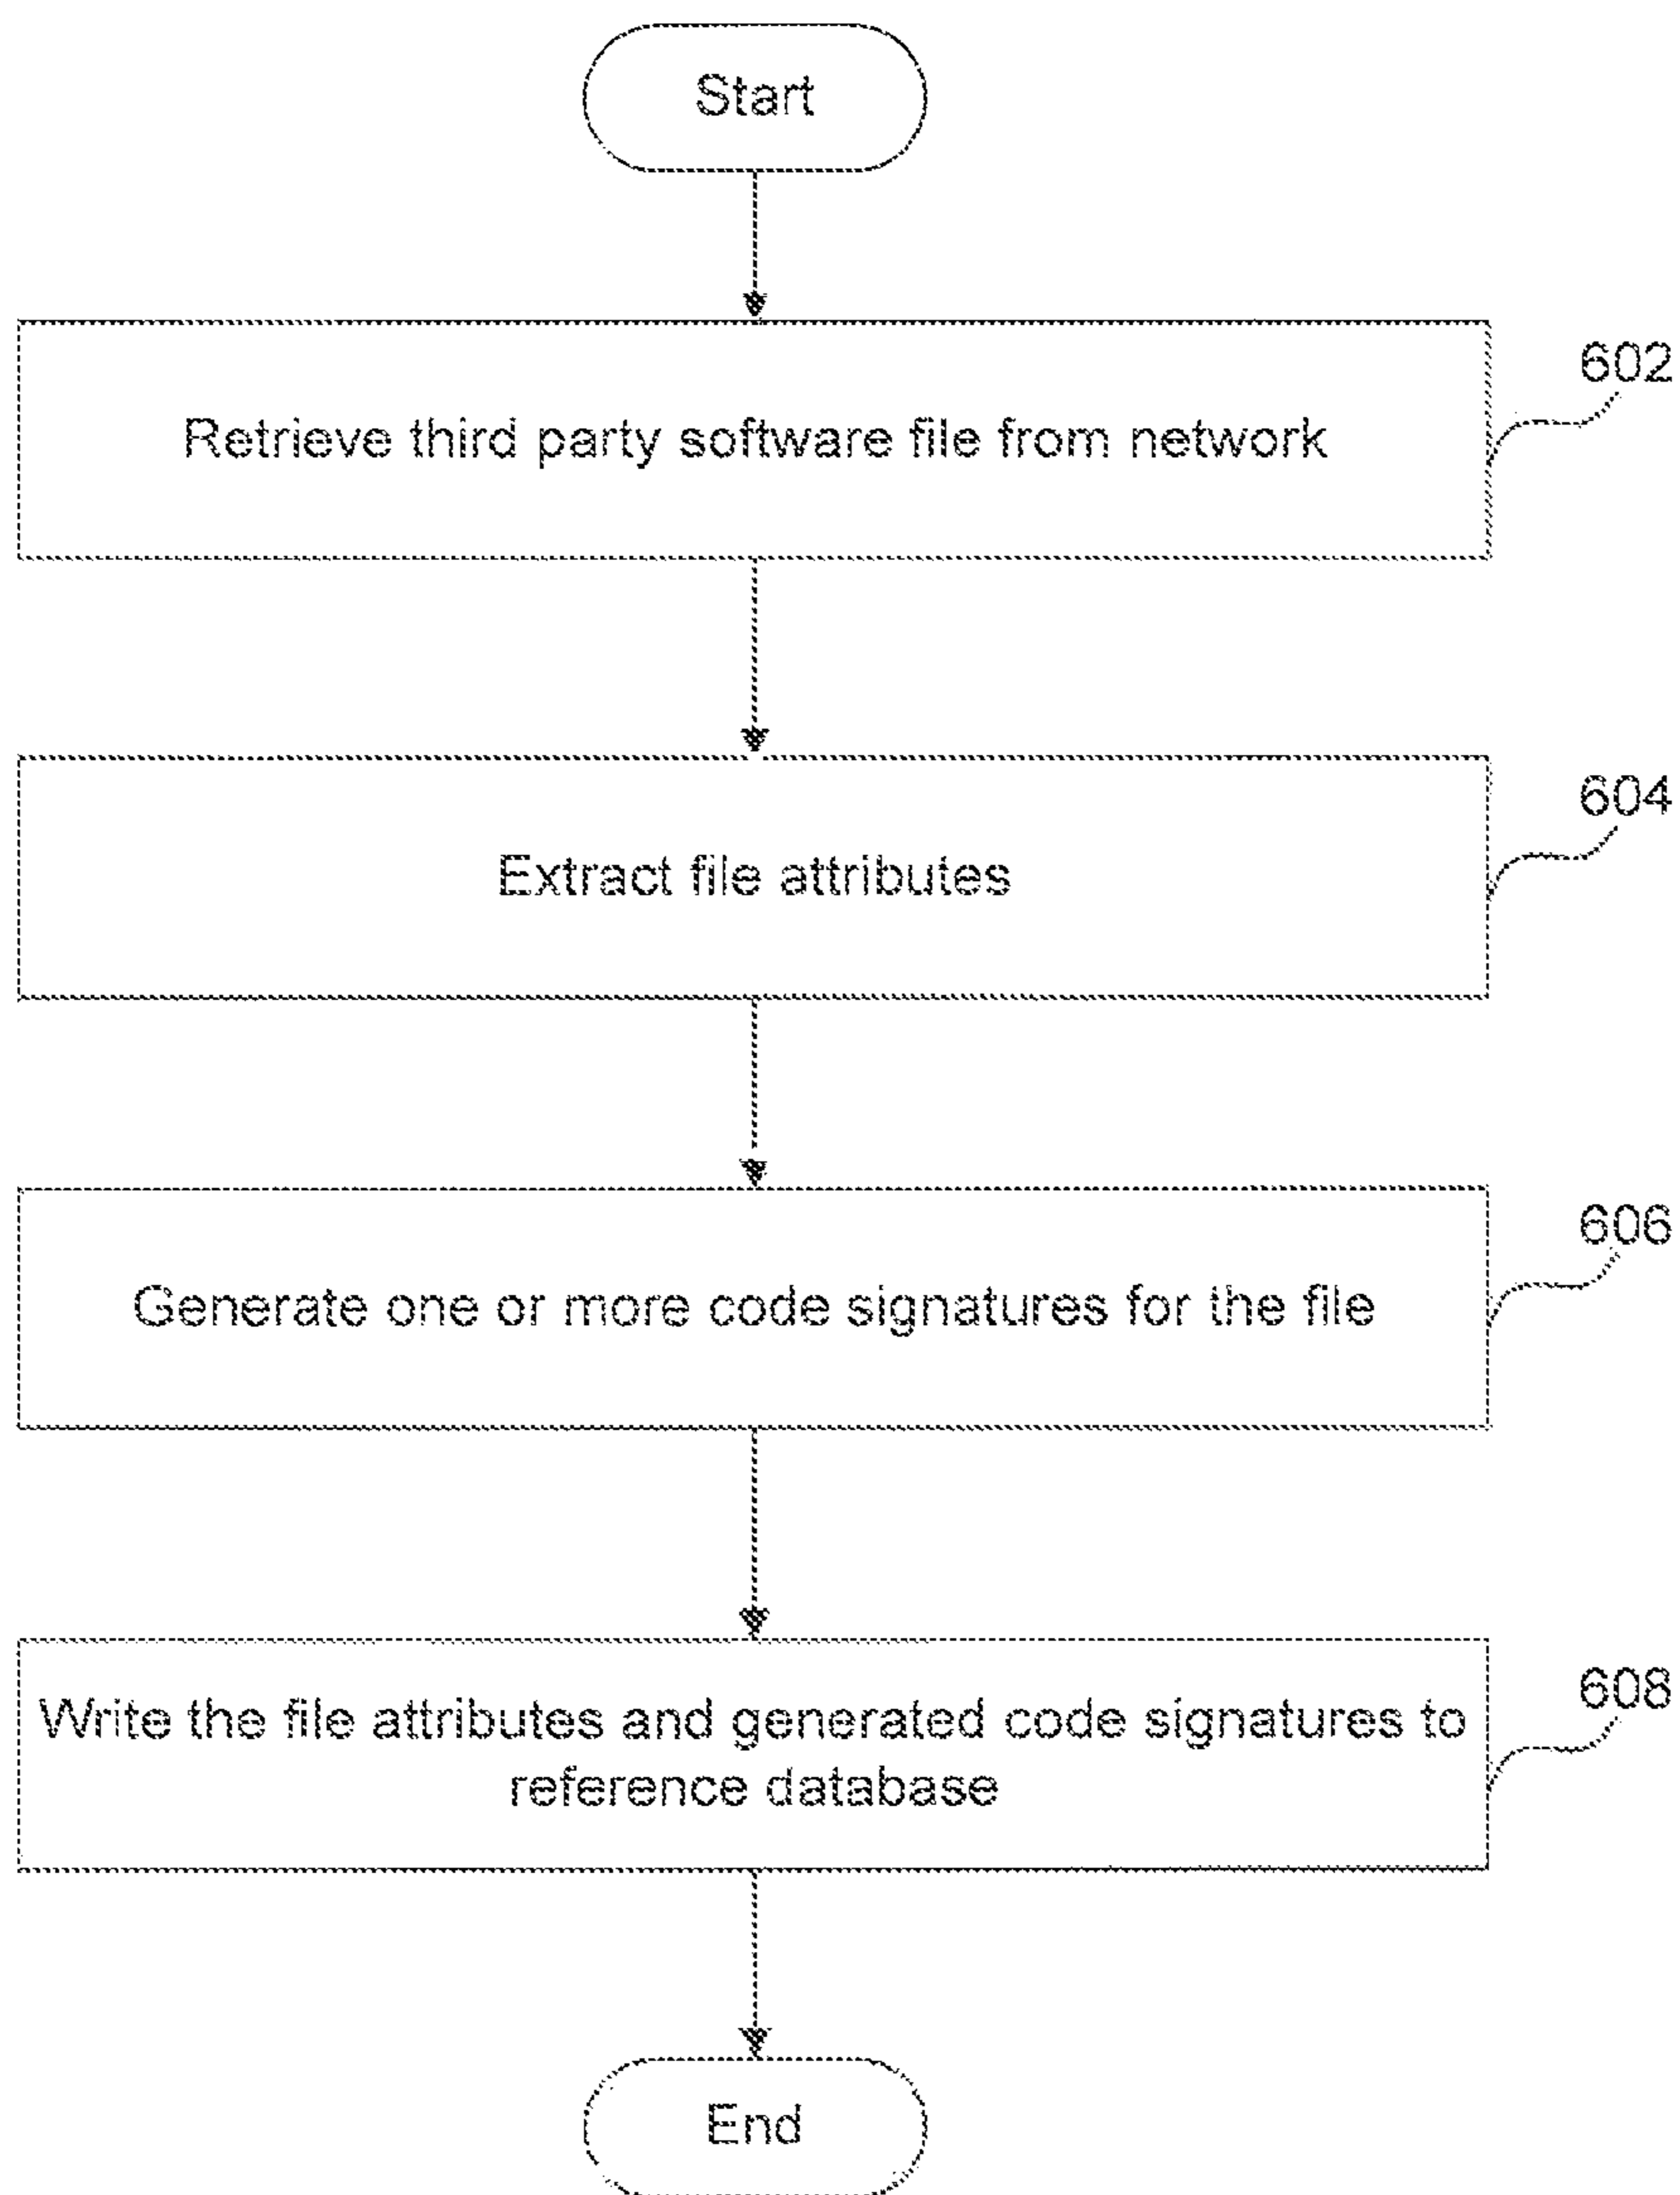 Start
602
Retrieve third party software file from network
604
Extract file attributes
606
Generate one or more code signatures for the file
608
Write the file attributes and generated code signatures to
reference database
End